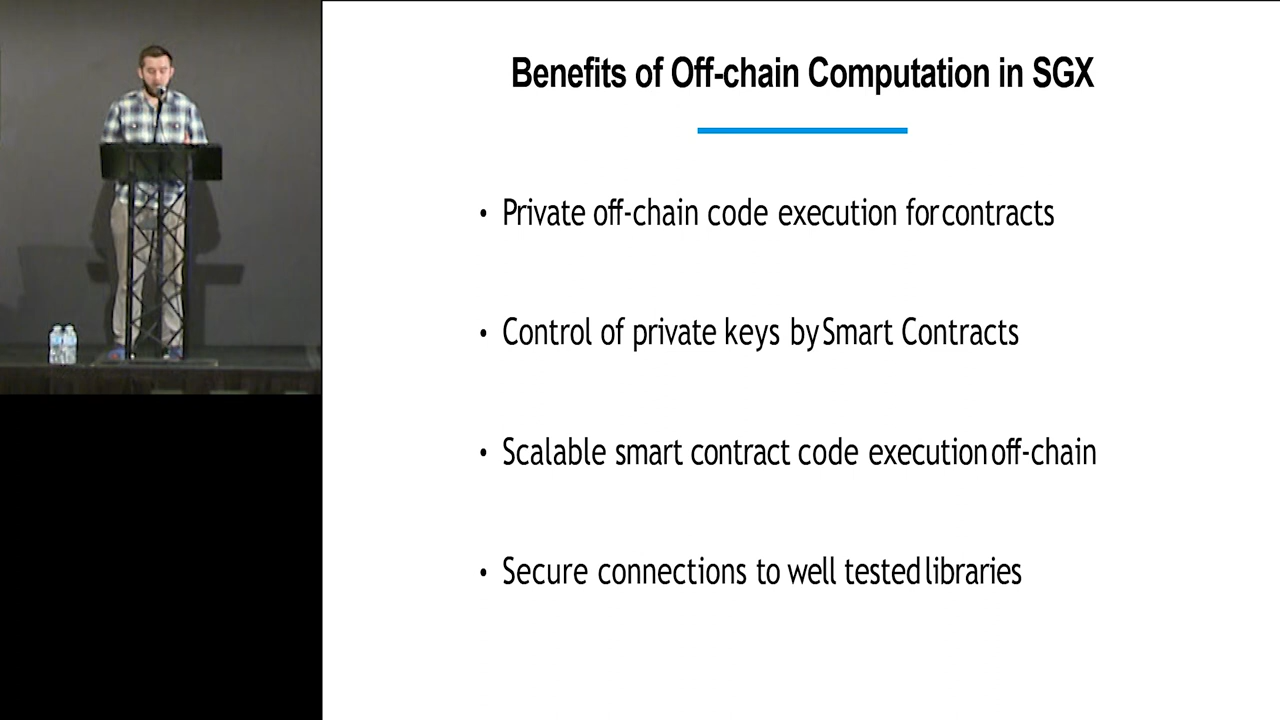 Benefits of Off-chain Computation in SGX
• Private off-chain code execution for contracts
• Control of private keys by Smart Contracts
• Scalable smart contract code execution off-chain
• Secure connections to well tested libraries